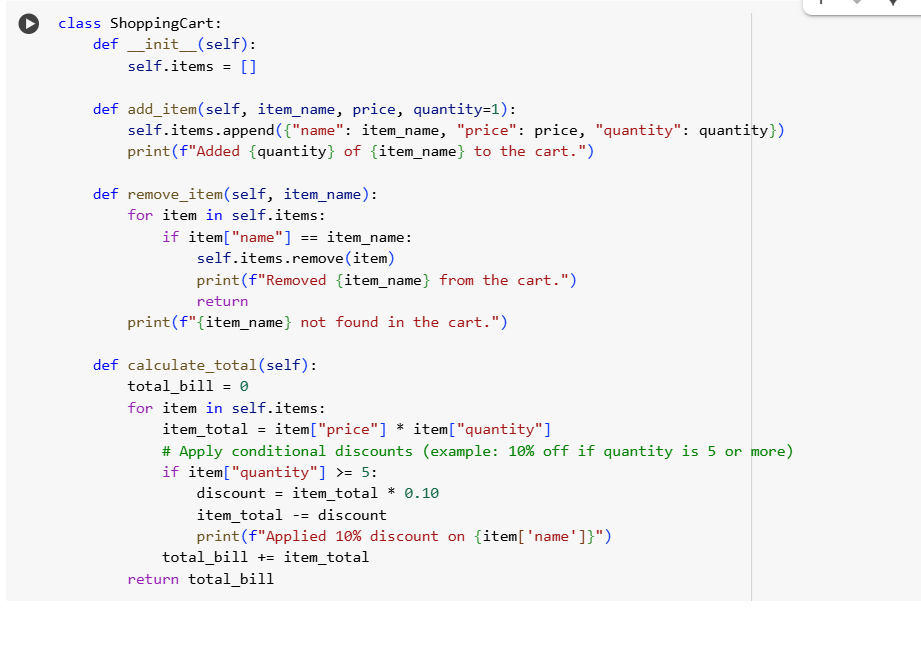 class ShoppingCart:
    def __init__(self):
        self.items = []

    def add_item(self, item_name, price, quantity=1):
        self.items.append({"name": item_name, "price": price, "quantity": quantity})
        print(f"Added {quantity} of {item_name} to the cart.")

    def remove_item(self, item_name):
        for item in self.items:
            if item["name"] == item_name:
                self.items.remove(item)
                print(f"Removed {item_name} from the cart.")
                return
        print(f"{item_name} not found in the cart.")

    def calculate_total(self):
        total_bill = 0
        for item in self.items:
            item_total = item["price"] * item["quantity"]
            # Apply conditional discounts (example: 10% off if quantity is 5 or more)
            if item["quantity"] >= 5:
                discount = item_total * 0.10
                item_total -= discount
                print(f"Applied 10% discount on {item['name']}")
            total_bill += item_total
        return total_bill